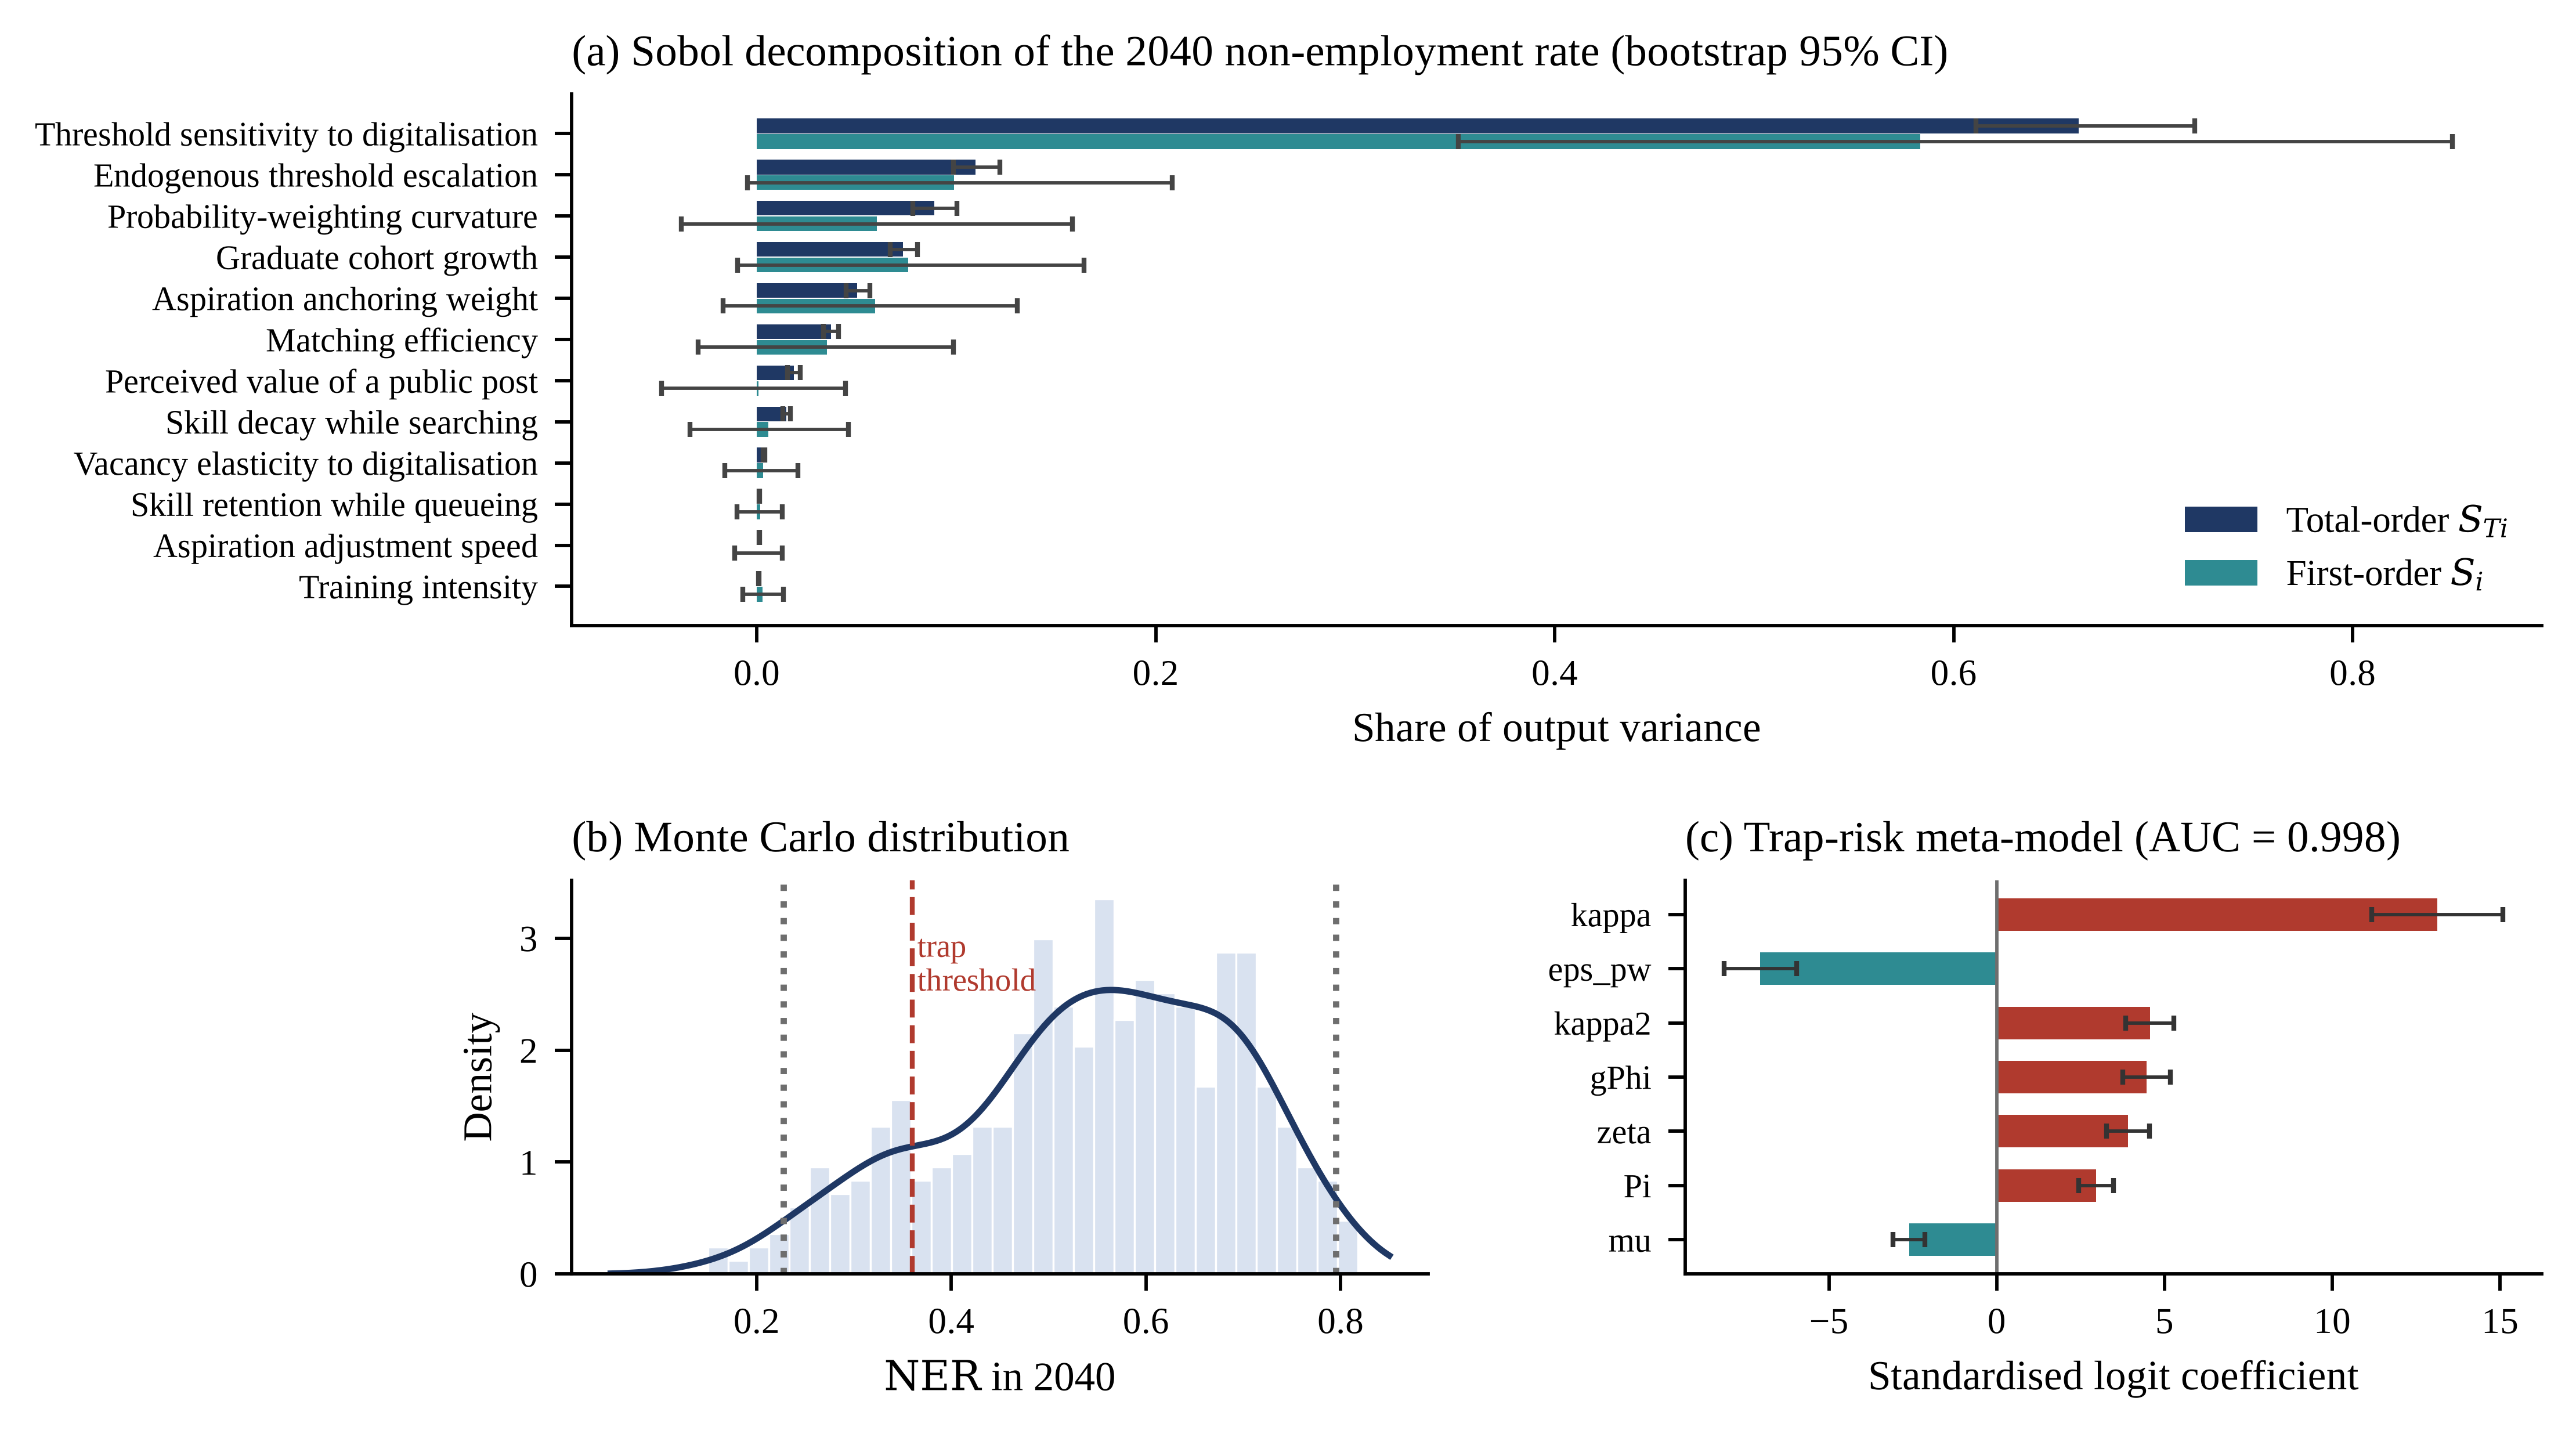 (a) Sobol decomposition of the 2040 non-employment rate (bootstrap 95% CI)
Threshold sensitivity to digitalisation
Endogenous threshold escalation
Probability-weighting curvature
Graduate cohort growth
Aspiration anchoring weight
Matching efficiency
Perceived value of a public post
Skill decay while searching
Vacancy elasticity to digitalisation
Skill retention while queueing
Aspiration adjustment speed
Training intensity
Total-order S_Ti
First-order S_i
0.0 0.2 0.4 0.6 0.8
Share of output variance
(b) Monte Carlo distribution
trap
threshold
3
2
1
0
Density
0.2 0.4 0.6 0.8
NER in 2040
(c) Trap-risk meta-model (AUC = 0.998)
kappa
eps_pw
kappa2
gPhi
zeta
Pi
mu
−5 0 5 10 15
Standardised logit coefficient